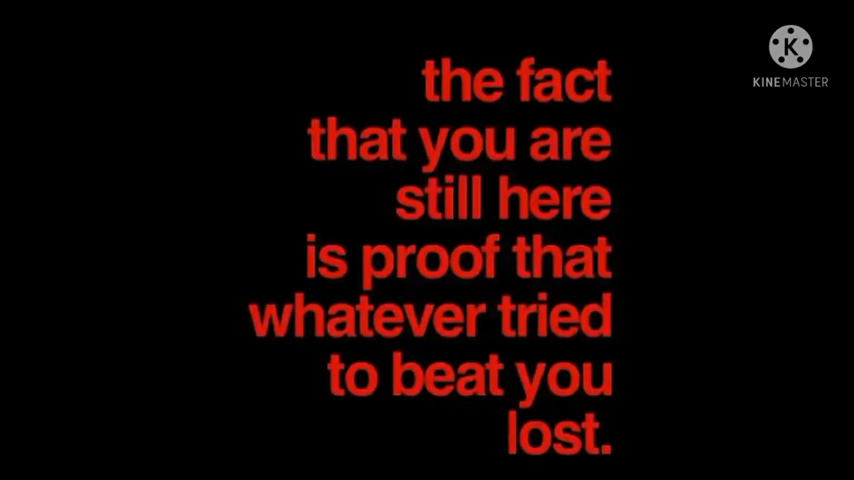 the fact
that you are
still here
is proof that
whatever tried
to beat you
lost.
K
KINEMASTER